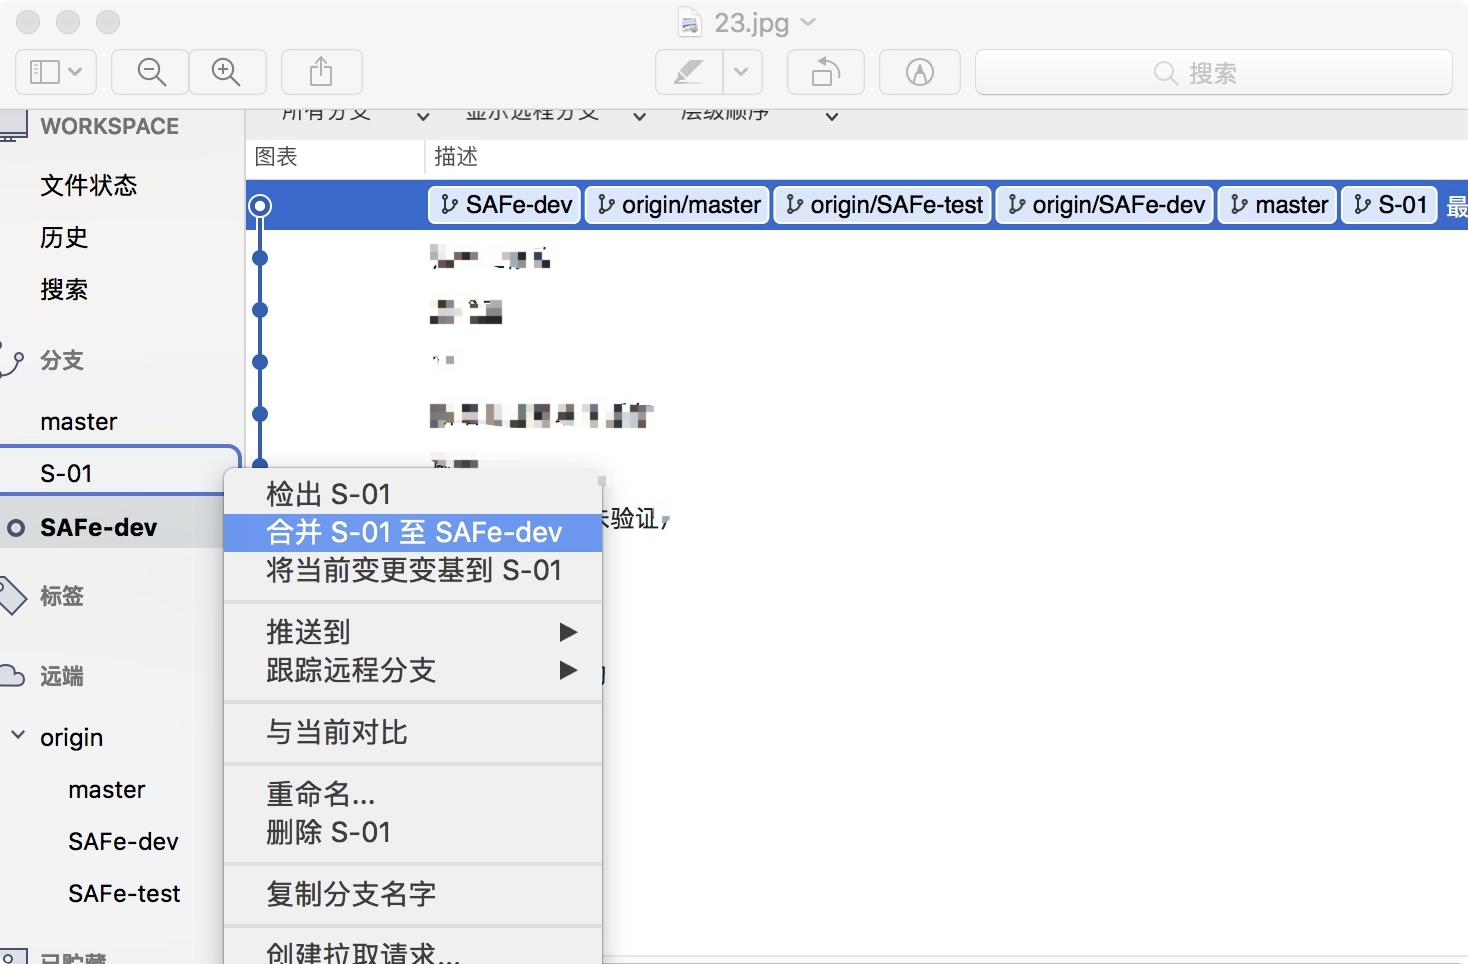 23.jpg
搜索
WORKSPACE
文件状态
历史
搜索
分支
master
S-01
SAFe-dev
标签
远端
origin
master
SAFe-dev
SAFe-test
已贮藏
所有分支
显示远程分支
层级顺序
图表
描述
SAFe-dev
origin/master
origin/SAFe-test
origin/SAFe-dev
master
S-01
最
未验证,
检出 S-01
合并 S-01 至 SAFe-dev
将当前变更变基到 S-01
推送到
跟踪远程分支
与当前对比
重命名...
删除 S-01
复制分支名字
创建拉取请求...